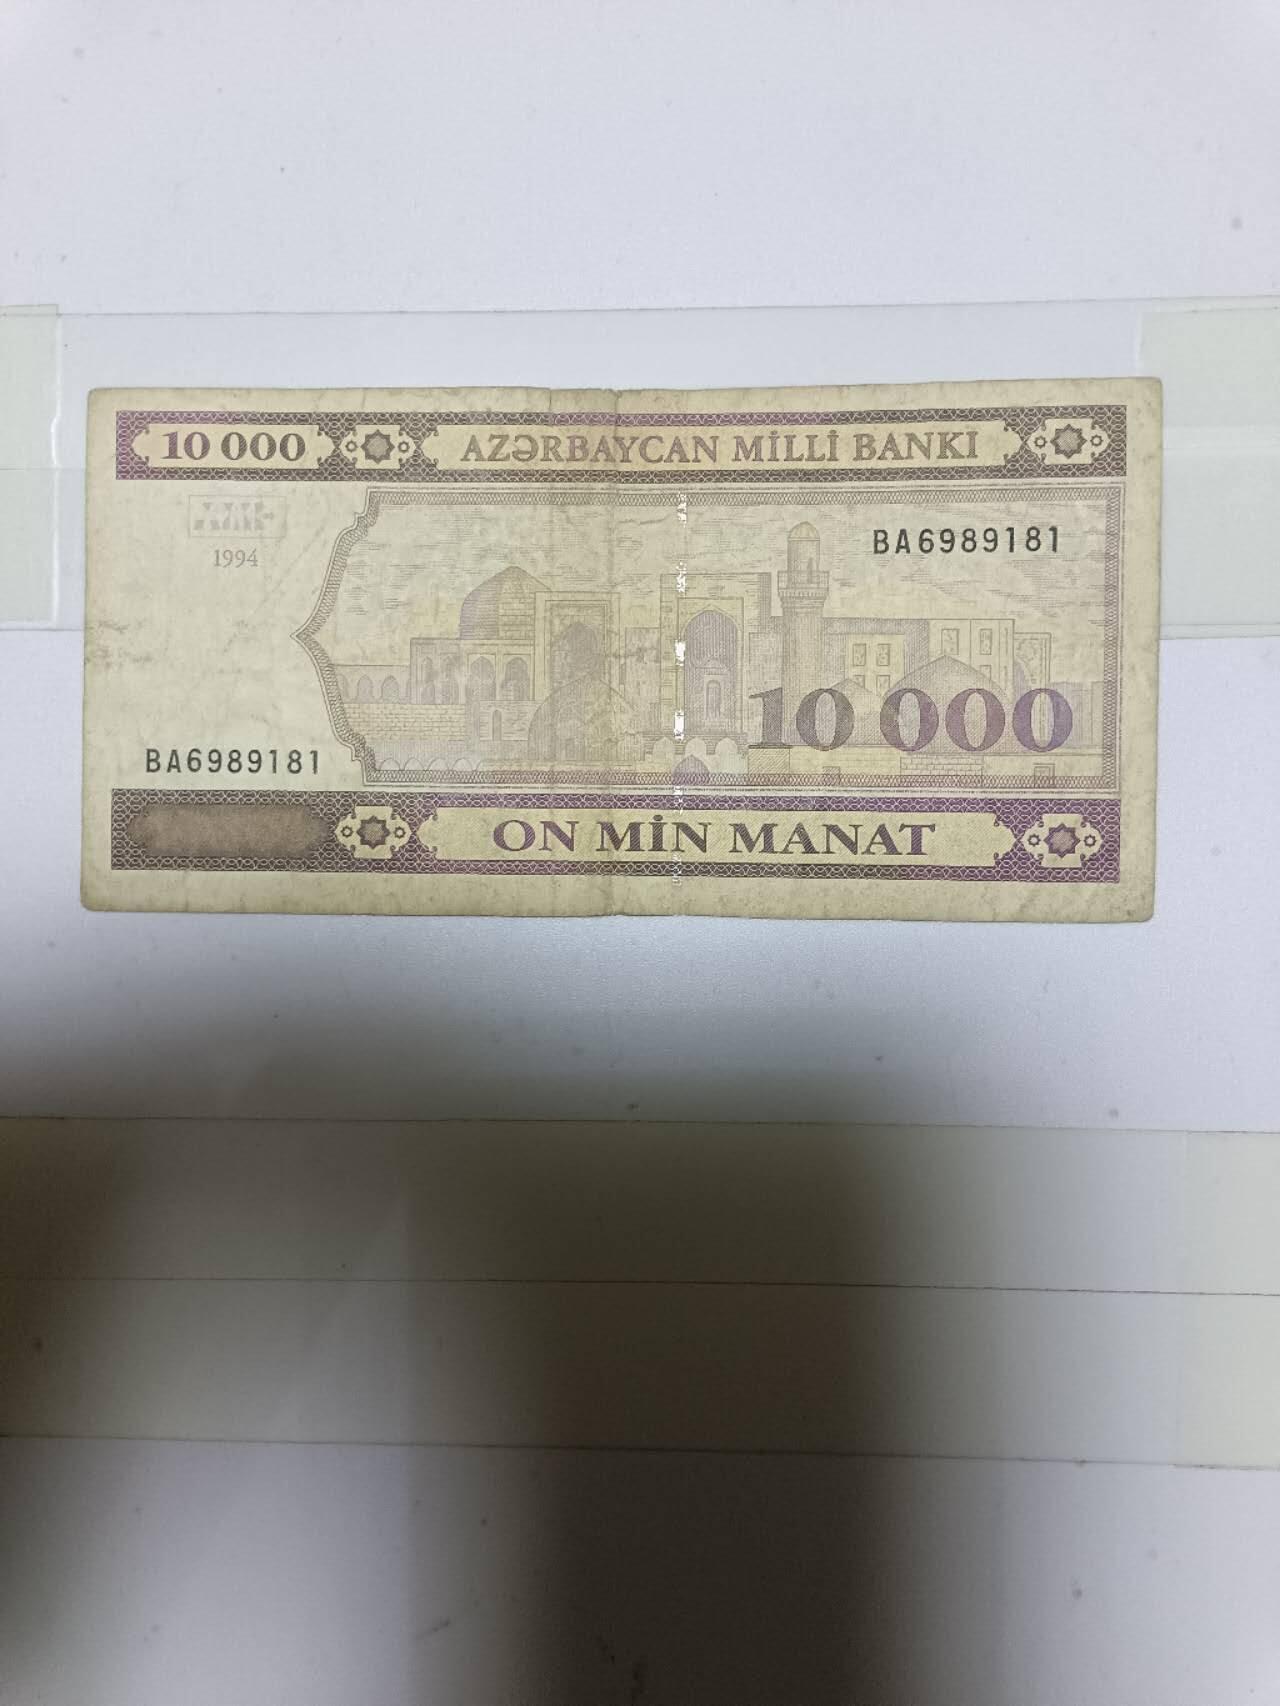 10 000
AZƏRBAYCAN MİLLİ BANKI
1994
BA6989181
10 000
BA6989181
ON MİN MANAT